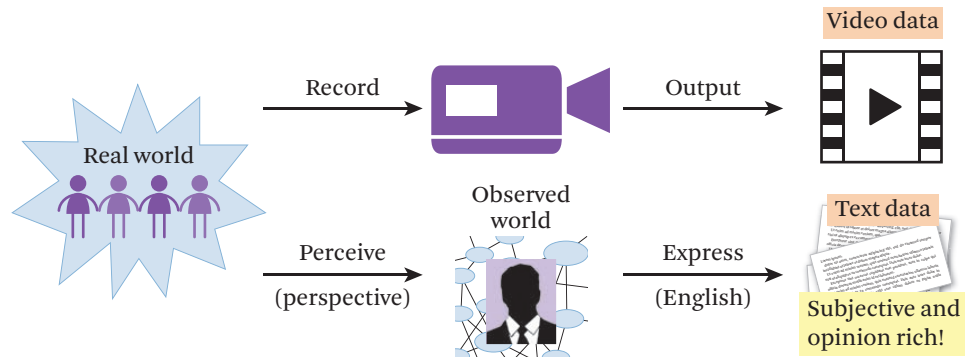 Video data
Record
Output
Real world
Observed
world
Text data
Perceive
(perspective)
Express
(English)
Subjective and
opinion rich!